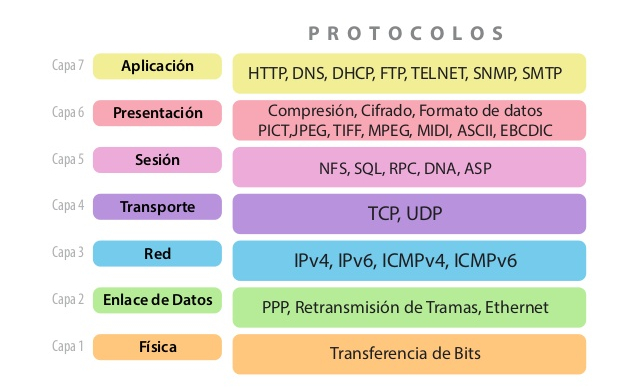 PROTOCOLOS
Capa 7 Aplicación HTTP, DNS, DHCP, FTP, TELNET, SNMP, SMTP
Capa 6 Presentación Compresión, Cifrado, Formato de datos
PICT,JPEG, TIFF, MPEG, MIDI, ASCII, EBCDIC
Capa 5 Sesión NFS, SQL, RPC, DNA, ASP
Capa 4 Transporte TCP, UDP
Capa 3 Red IPv4, IPv6, ICMPv4, ICMPv6
Capa 2 Enlace de Datos PPP, Retransmisión de Tramas, Ethernet
Capa 1 Física Transferencia de Bits